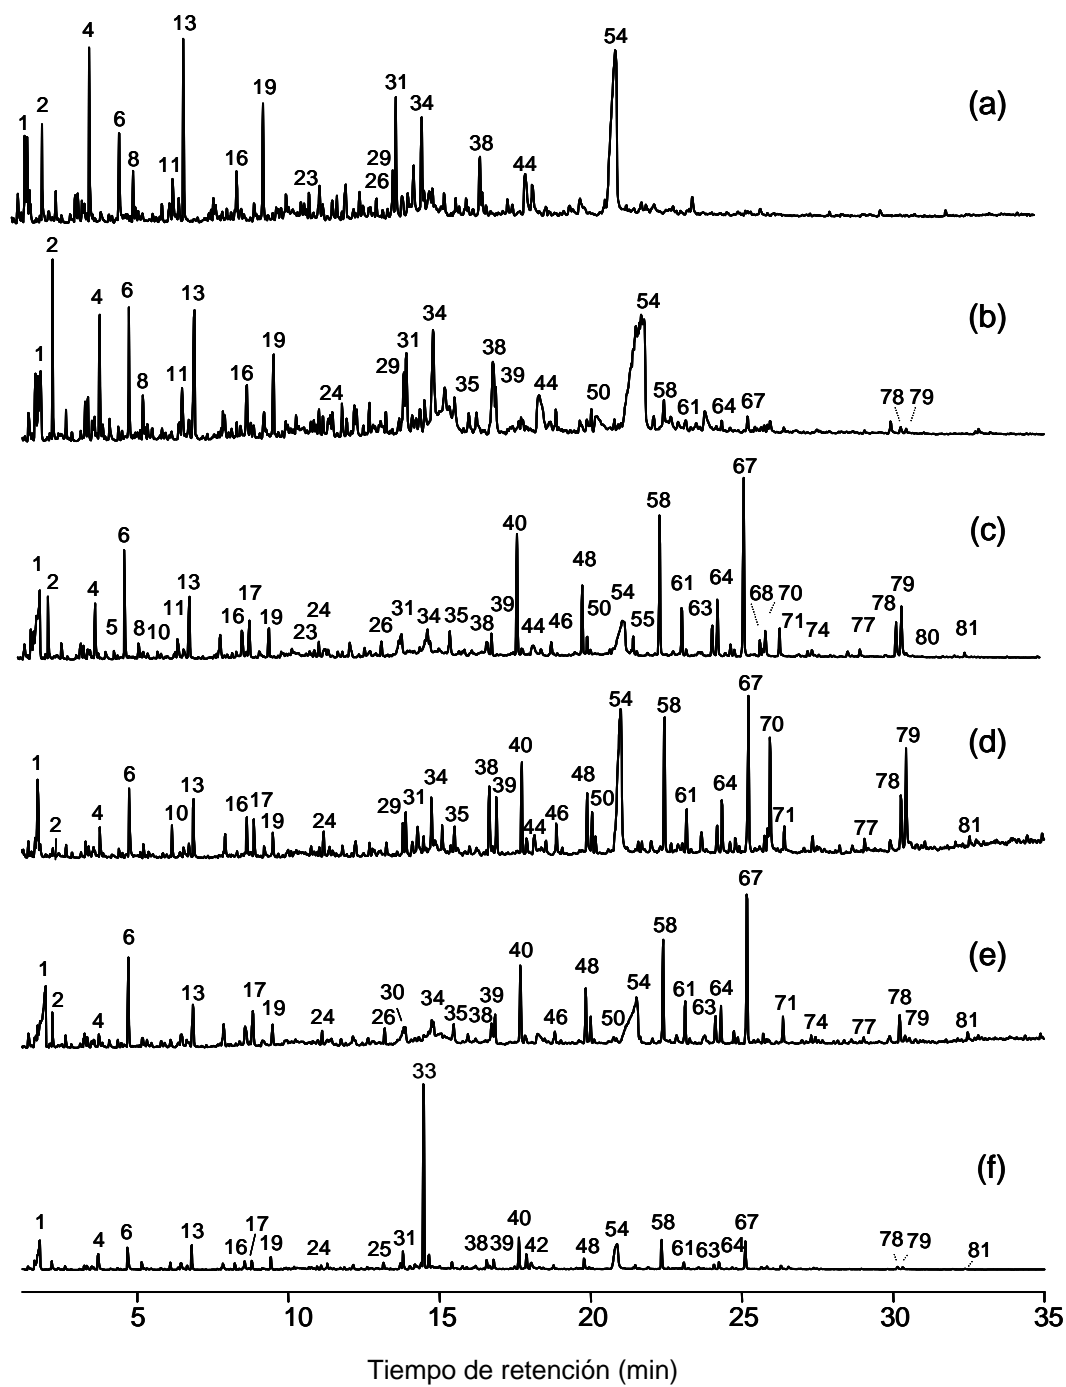 1 2 4 6 8 11 13 16 19 23 26 29 31 34 38 44 54 (a)
1 2 4 6 8 11 13 16 19 24 29 31 34 35 38 39 44 50 54 58 61 64 67 78 79 (b)
1 2 4 5 6 8 10 11 13 16 17 19 23 24 26 31 34 35 38 39 40 44 46 48 50 54 55 58 61 63 64 67 68 70 71 74 77 78 79 80 81 (c)
1 2 4 6 10 13 16 17 19 24 29 31 34 35 38 39 40 44 46 48 50 54 58 61 64 67 70 71 77 78 79 81 (d)
1 2 4 6 13 17 19 24 26 30 34 35 38 39 40 46 48 50 54 58 61 63 64 67 71 74 77 78 79 81 (e)
1 4 6 13 16 17 19 24 25 31 33 38 39 40 42 48 54 58 61 63 64 67 78 79 81 (f)
5 10 15 20 25 30 35
Tiempo de retención (min)